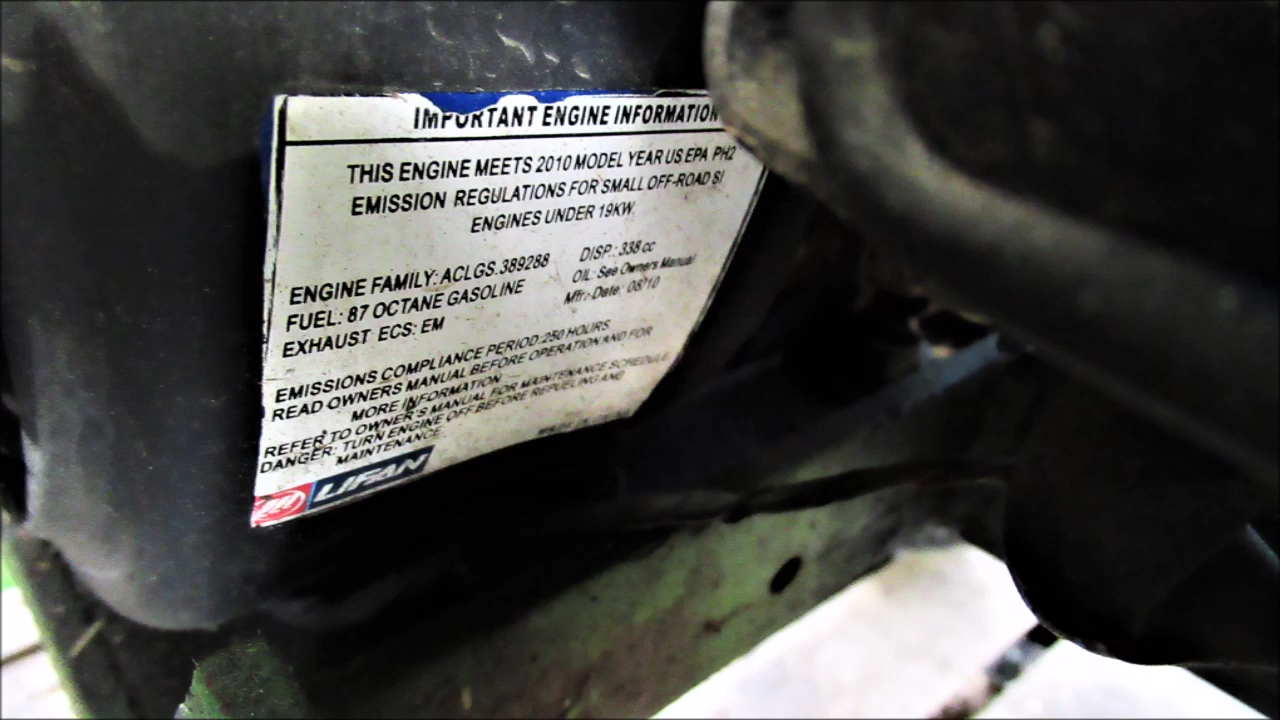 IMPORTANT ENGINE INFORMATION
THIS ENGINE MEETS 2010 MODEL YEAR US EPA PH2
EMISSION REGULATIONS FOR SMALL OFF-ROAD SI
ENGINES UNDER 19KW.
ENGINE FAMILY: ACLGS.389288 DISP.: 338 cc
FUEL: 87 OCTANE GASOLINE OIL: See Owners Manual
EXHAUST ECS: EM Mfr. Date: 08/10
EMISSIONS COMPLIANCE PERIOD:250 HOURS
READ OWNERS MANUAL BEFORE OPERATION AND FOR
MORE INFORMATION
REFER TO OWNER'S MANUAL FOR MAINTENANCE SCHEDULE
DANGER: TURN ENGINE OFF BEFORE REFUELING AND
MAINTENANCE
LIFAN